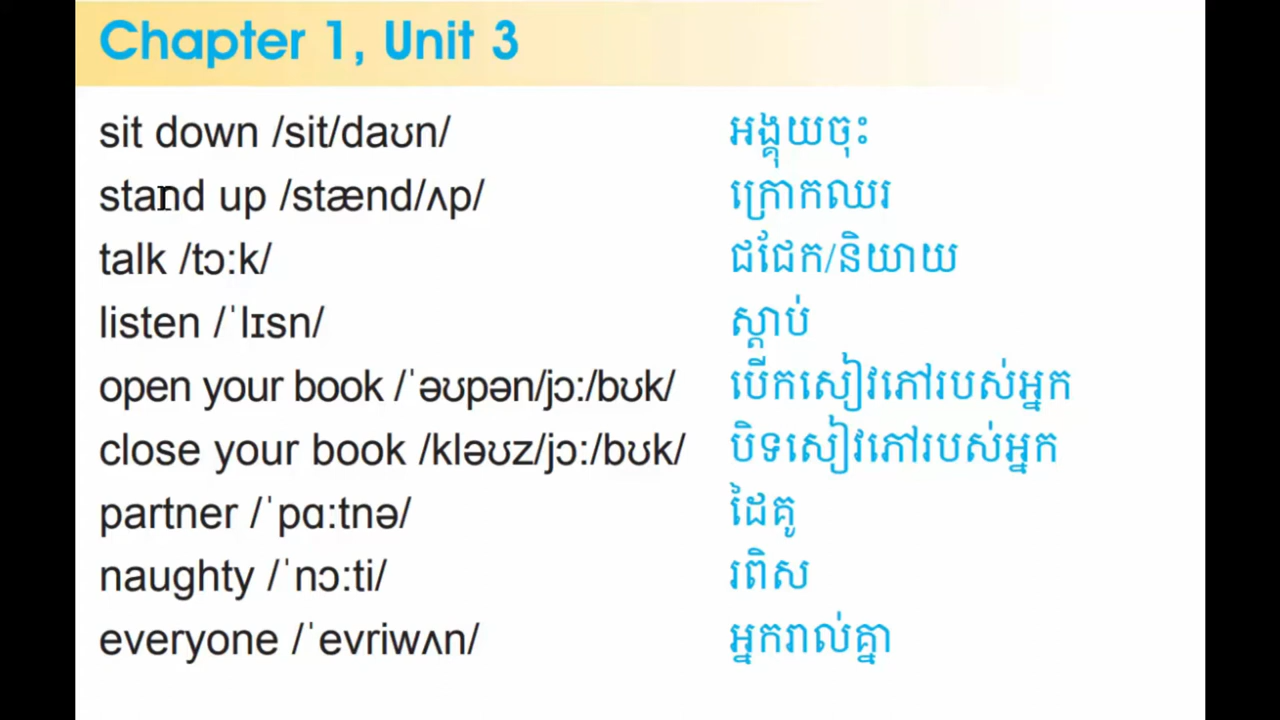 Chapter 1, Unit 3
sit down /sit/daʊn/ អង្គុយចុះ
stand up /stænd/ʌp/ ក្រោកឈរ
talk /tɔ:k/ ជជែក/និយាយ
listen /ˈlɪsn/ ស្តាប់
open your book /ˈəʊpən/jɔ:/bʊk/ បើកសៀវភៅរបស់អ្នក
close your book /kləʊz/jɔ:/bʊk/ បិទសៀវភៅរបស់អ្នក
partner /ˈpɑ:tnə/ ដៃគូ
naughty /ˈnɔ:ti/ រពិស
everyone /ˈevriwʌn/ អ្នករាល់គ្នា